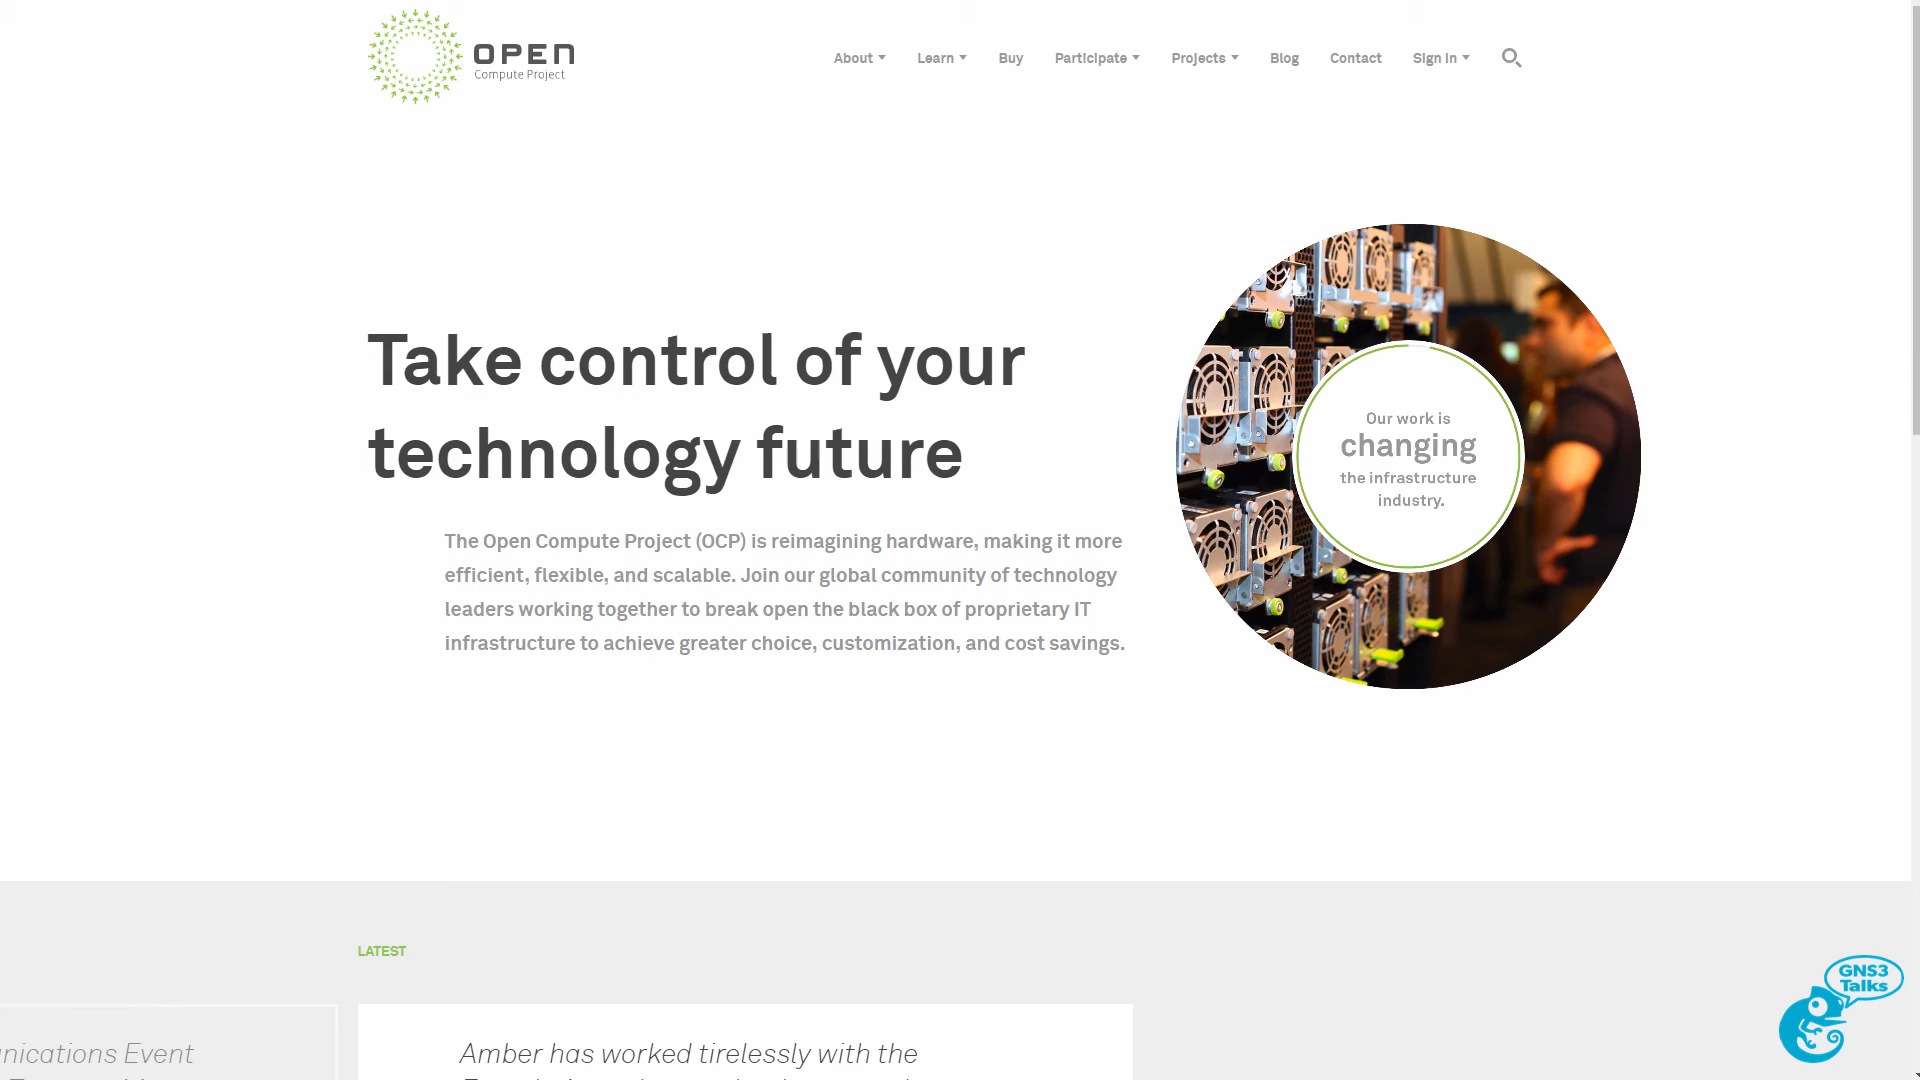 OPEN
Compute Project
About
Learn
Buy
Participate
Projects
Blog
Contact
Sign In
Take control of your
technology future
The Open Compute Project (OCP) is reimagining hardware, making it more
efficient, flexible, and scalable. Join our global community of technology
leaders working together to break open the black box of proprietary IT
infrastructure to achieve greater choice, customization, and cost savings.
Our work is
changing
the infrastructure
industry.
LATEST
Event
Amber has worked tirelessly with the
GNS3
Talks